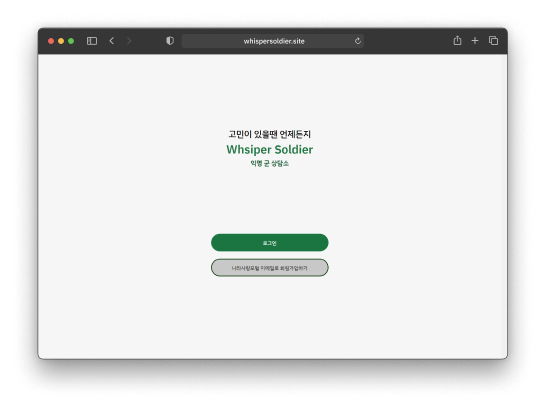 whispersoldier.site
고민이 있을땐 언제든지
Whsiper Soldier
익명 군 상담소
로그인
나라사랑포털 이메일로 회원가입하기